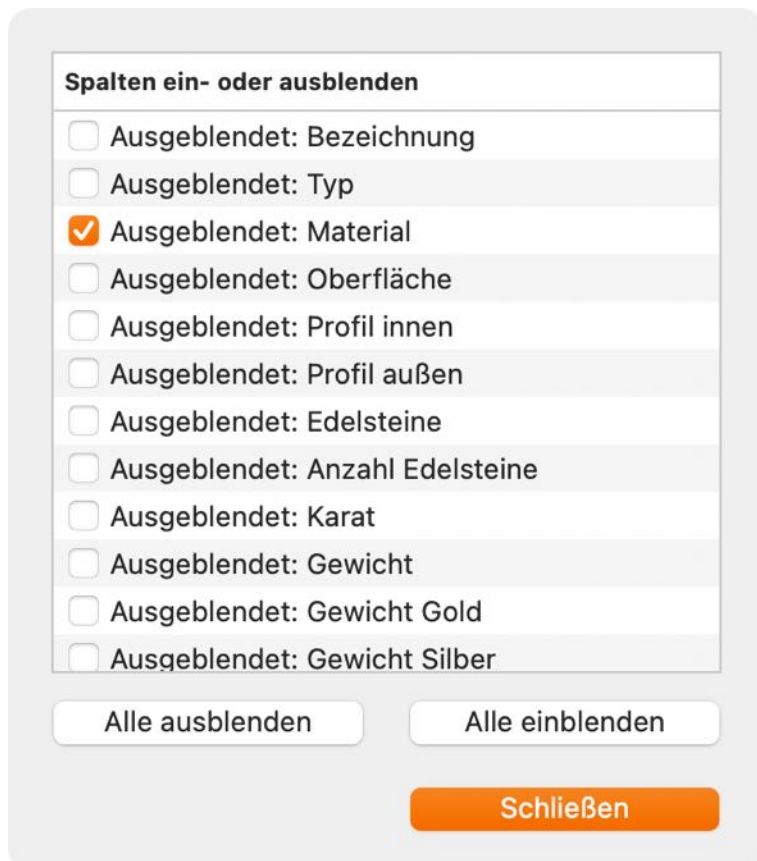 Spalten ein- oder ausblenden
Ausgeblendet: Bezeichnung
Ausgeblendet: Typ
Ausgeblendet: Material
Ausgeblendet: Oberfläche
Ausgeblendet: Profil innen
Ausgeblendet: Profil außen
Ausgeblendet: Edelsteine
Ausgeblendet: Anzahl Edelsteine
Ausgeblendet: Karat
Ausgeblendet: Gewicht
Ausgeblendet: Gewicht Gold
Ausgeblendet: Gewicht Silber
Alle ausblenden Alle einblenden
Schließen